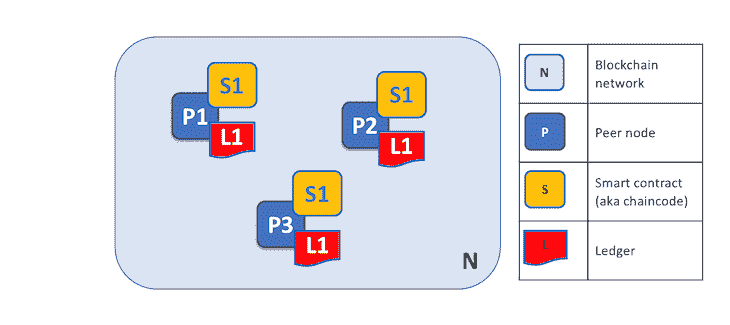 S1
P1
L1
S1
P2
L1
S1
P3
L1
N
N
Blockchain
network
P
Peer node
S
Smart contract
(aka chaincode)
L
Ledger